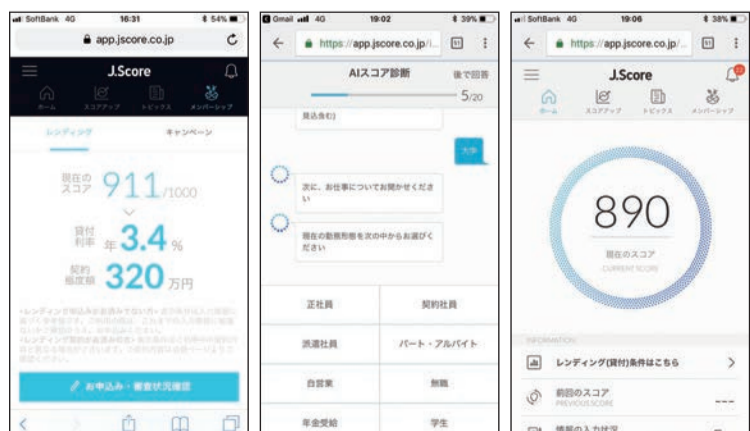 SoftBank 4G 16:31 54%
app.jscore.co.jp
J.Score
ホーム スコアアップ トピックス メンバーシップ
レンディング キャンペーン
現在の
スコア 911/1000
貸付
利率 年 3.4 %
契約
極度額 320 万円
お申込み・審査状況確認
Gmail 4G 19:02 39%
https://app.jscore.co.jp/l...
AIスコア診断 後で回答
5/20
見込含む)
大学
次に、お仕事についてお聞かせくださ
い
現在の勤務形態を次の中からお選びく
ださい
正社員 契約社員
派遣社員 パート・アルバイト
自営業 無職
年金受給 学生
SoftBank 4G 19:06 38%
https://app.jscore.co.jp/...
J.Score
ホーム スコアアップ トピックス メンバーシップ
890
現在のスコア
CURRENT SCORE
INFORMATION
レンディング(貸付)条件はこちら
前回のスコア
PREVIOUS SCORE
---
情報の入力状況